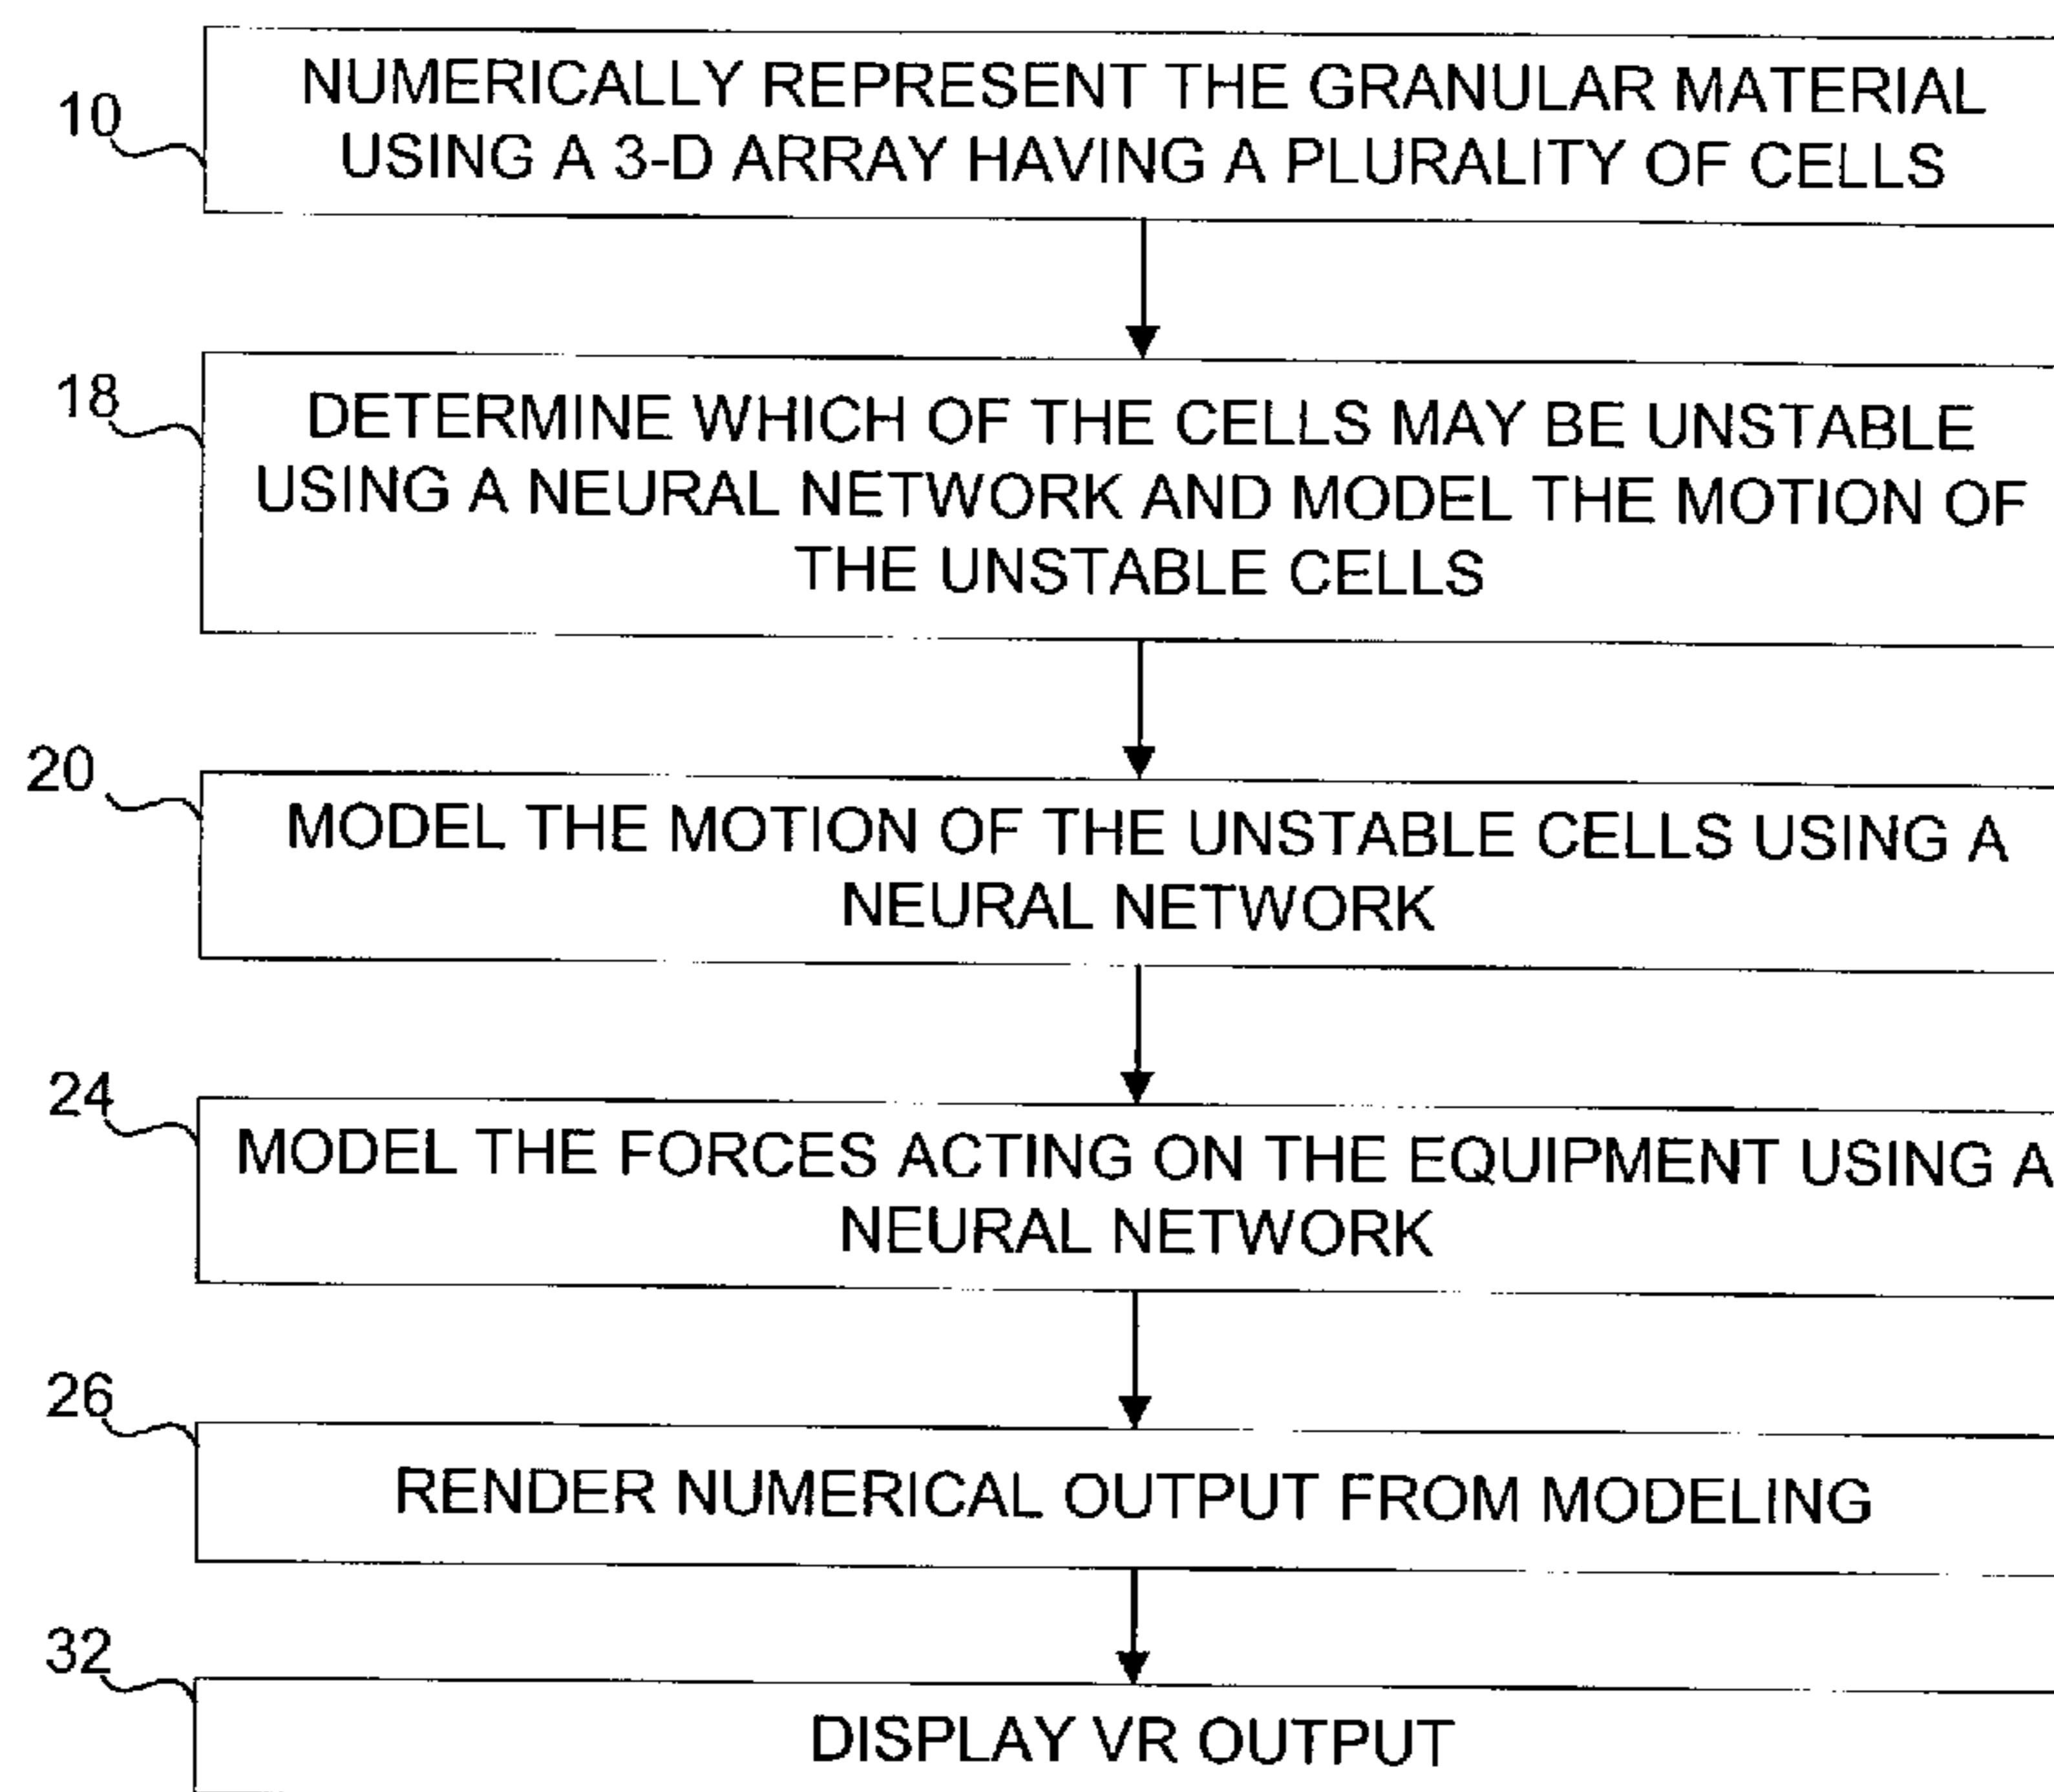 10
NUMERICALLY REPRESENT THE GRANULAR MATERIAL
USING A 3-D ARRAY HAVING A PLURALITY OF CELLS
18
DETERMINE WHICH OF THE CELLS MAY BE UNSTABLE
USING A NEURAL NETWORK AND MODEL THE MOTION OF
THE UNSTABLE CELLS
20
MODEL THE MOTION OF THE UNSTABLE CELLS USING A
NEURAL NETWORK
24
MODEL THE FORCES ACTING ON THE EQUIPMENT USING A
NEURAL NETWORK
26
RENDER NUMERICAL OUTPUT FROM MODELING
32
DISPLAY VR OUTPUT